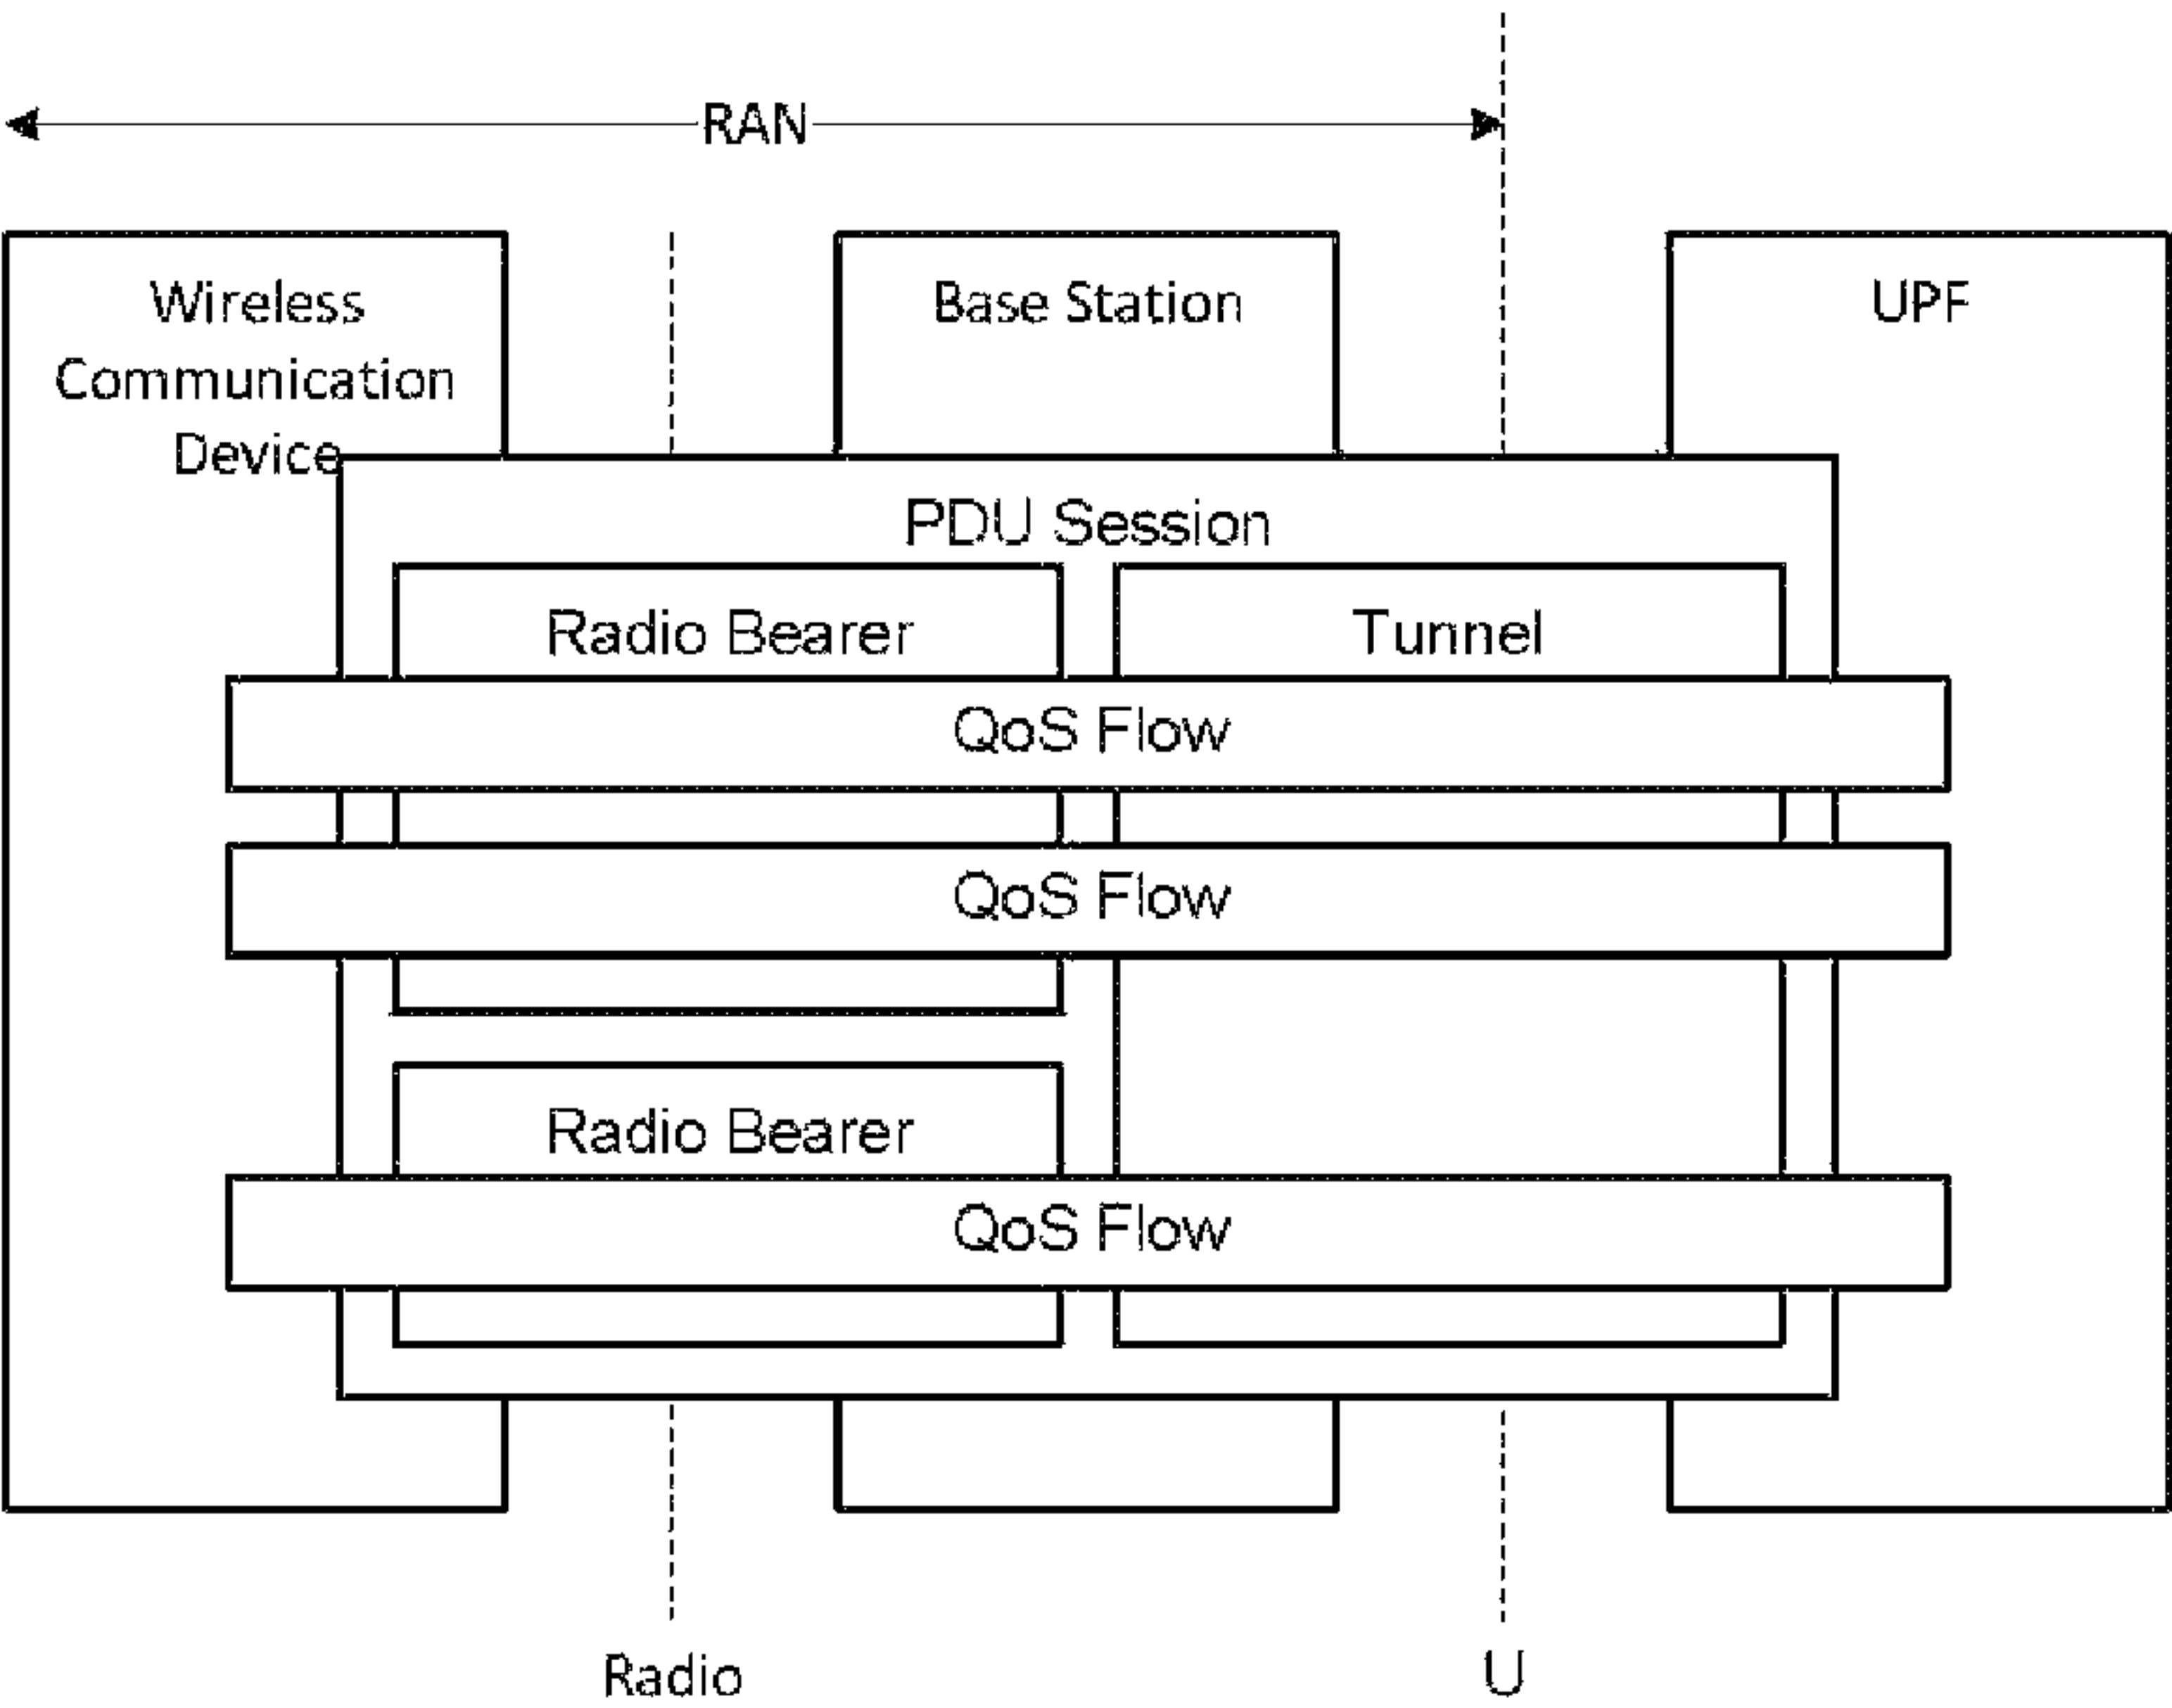 RAN
Wireless
Communication
Device
Base Station
UPF
PDU Session
Radio Bearer
Tunnel
QoS Flow
QoS Flow
Radio Bearer
QoS Flow
Radio
U